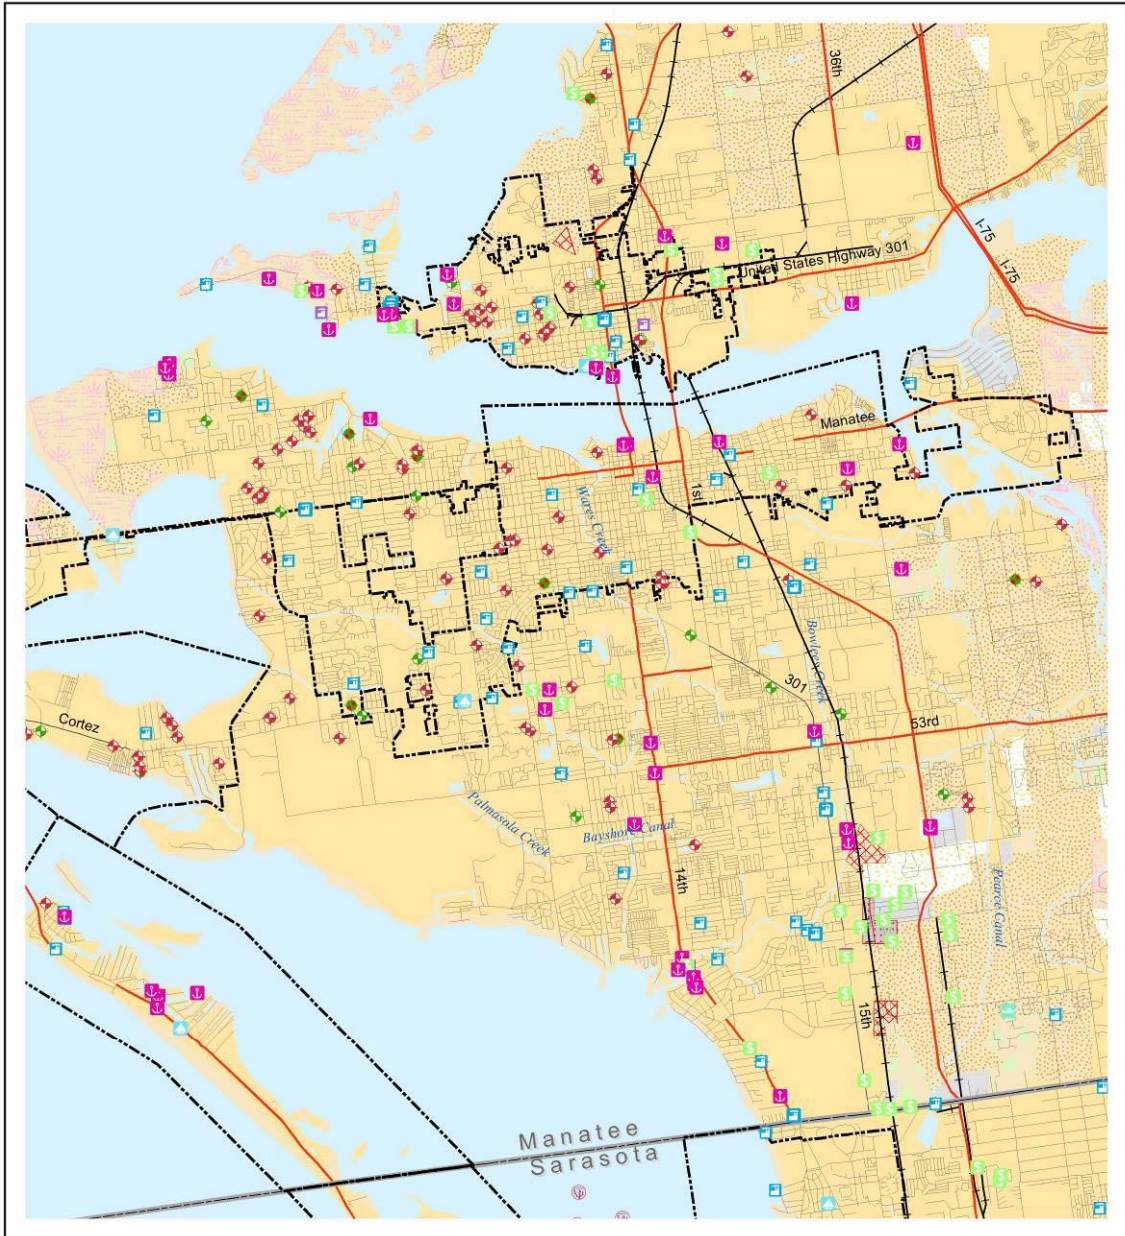 36th
I-75
I-75
United States Highway 301
Manatee
Wares Creek
1st
Bowlees Creek
301
Cortez
53rd
Palmasola Creek
Bayshore Canal
14th
Pearce Canal
15th
Manatee
Sarasota